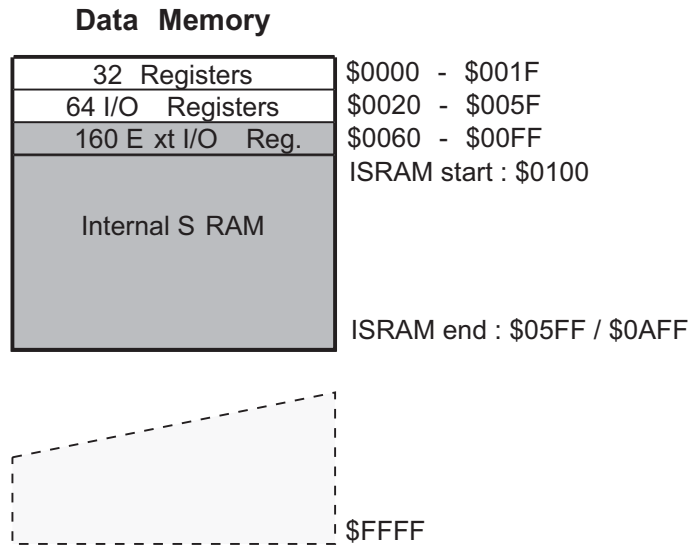 Data Memory
32 Registers $0000 - $001F
64 I/O Registers $0020 - $005F
160 E xt I/O Reg. $0060 - $00FF
ISRAM start : $0100
Internal S RAM
ISRAM end : $05FF / $0AFF
$FFFF